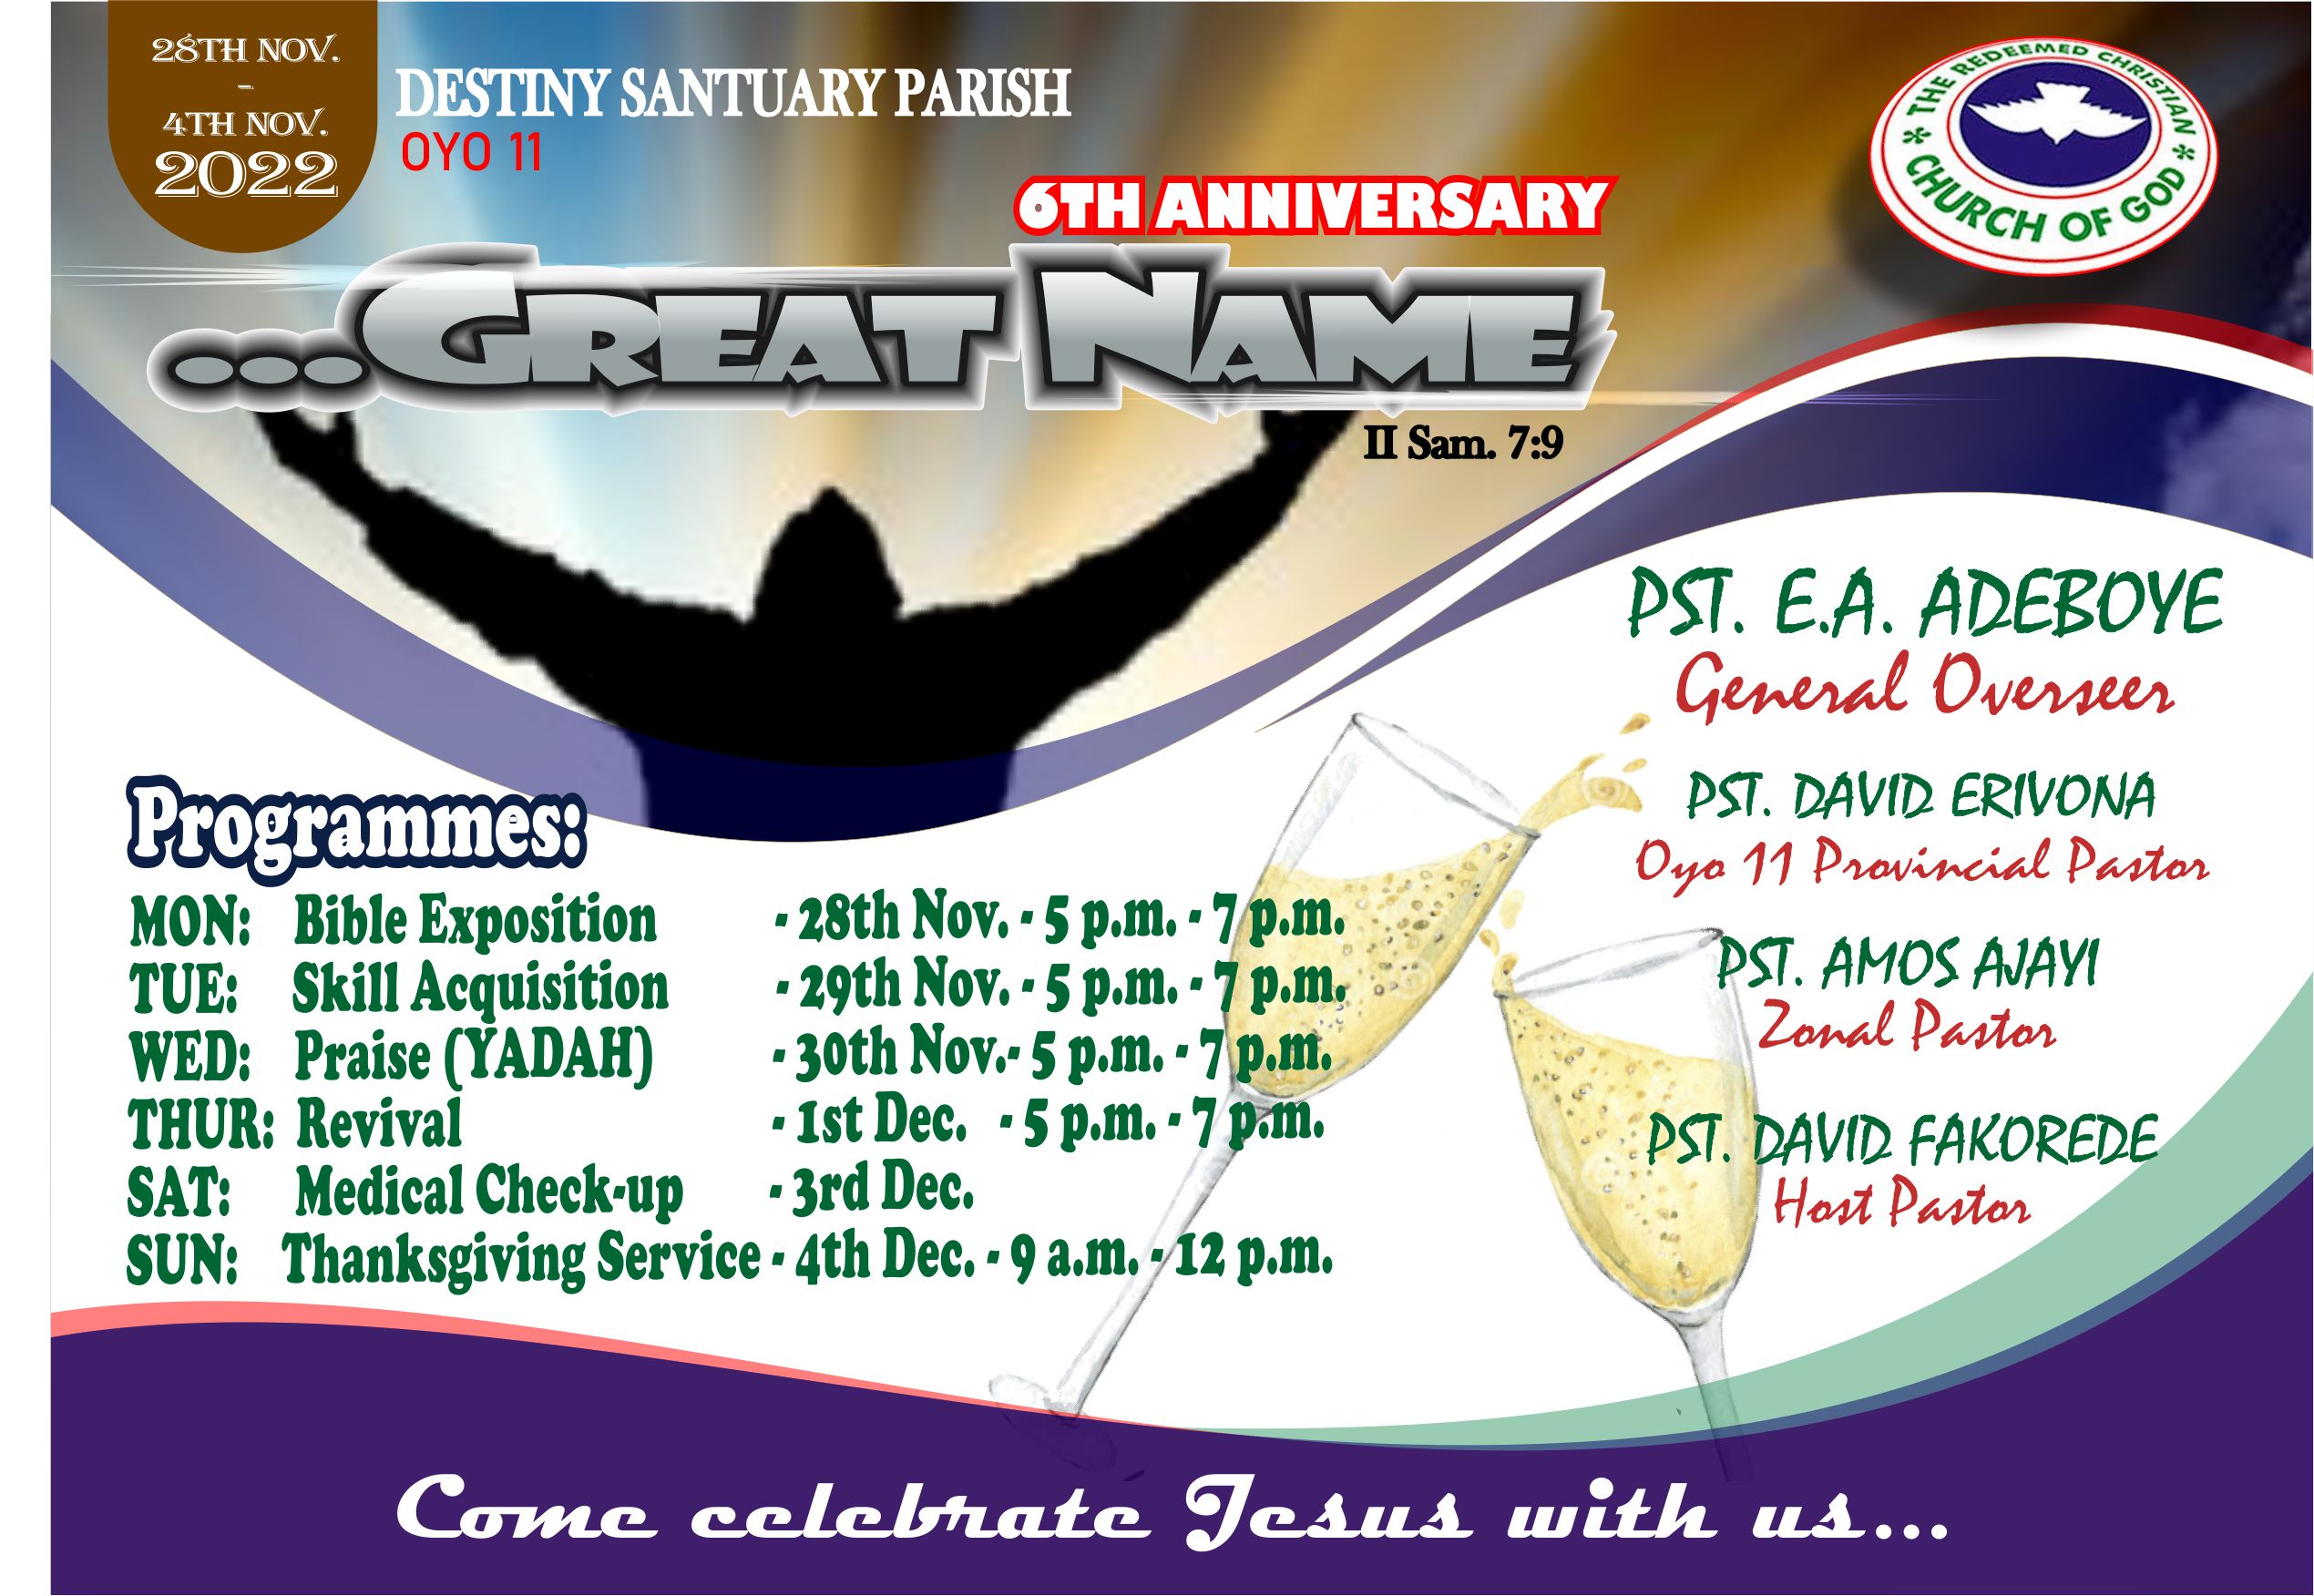 28TH NOV.
-
4TH NOV.
2022
DESTINY SANTUARY PARISH
OYO 11
THE REDEEMED CHRISTIAN
CHURCH OF GOD
6TH ANNIVERSARY
...GREAT NAME
II Sam. 7:9
PST. E.A. ADEBOYE
General Overseer
PST. DAVID ERIVONA
Oyo 11 Provincial Pastor
PST. AMOS AJAYI
Zonal Pastor
PST. DAVID FAKOREDE
Host Pastor
Programmes:
MON: Bible Exposition - 28th Nov. - 5 p.m. - 7 p.m.
TUE: Skill Acquisition - 29th Nov. - 5 p.m. - 7 p.m.
WED: Praise (YADAH) - 30th Nov.- 5 p.m. - 7 p.m.
THUR: Revival - 1st Dec. - 5 p.m. - 7 p.m.
SAT: Medical Check-up - 3rd Dec.
SUN: Thanksgiving Service - 4th Dec. - 9 a.m. - 12 p.m.
Come celebrate Jesus with us...